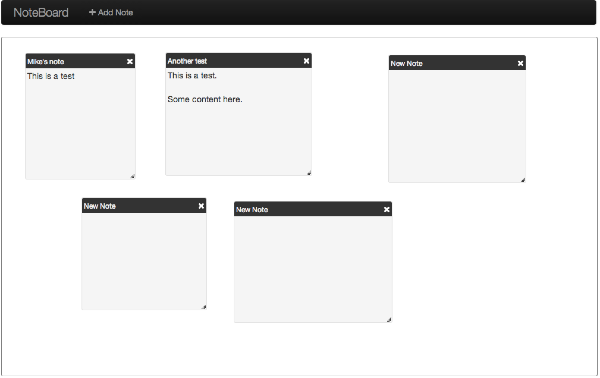 NoteBoard
+ Add Note
Mike's note
This is a test
Another test
This is a test.
Some content here.
New Note
New Note
New Note